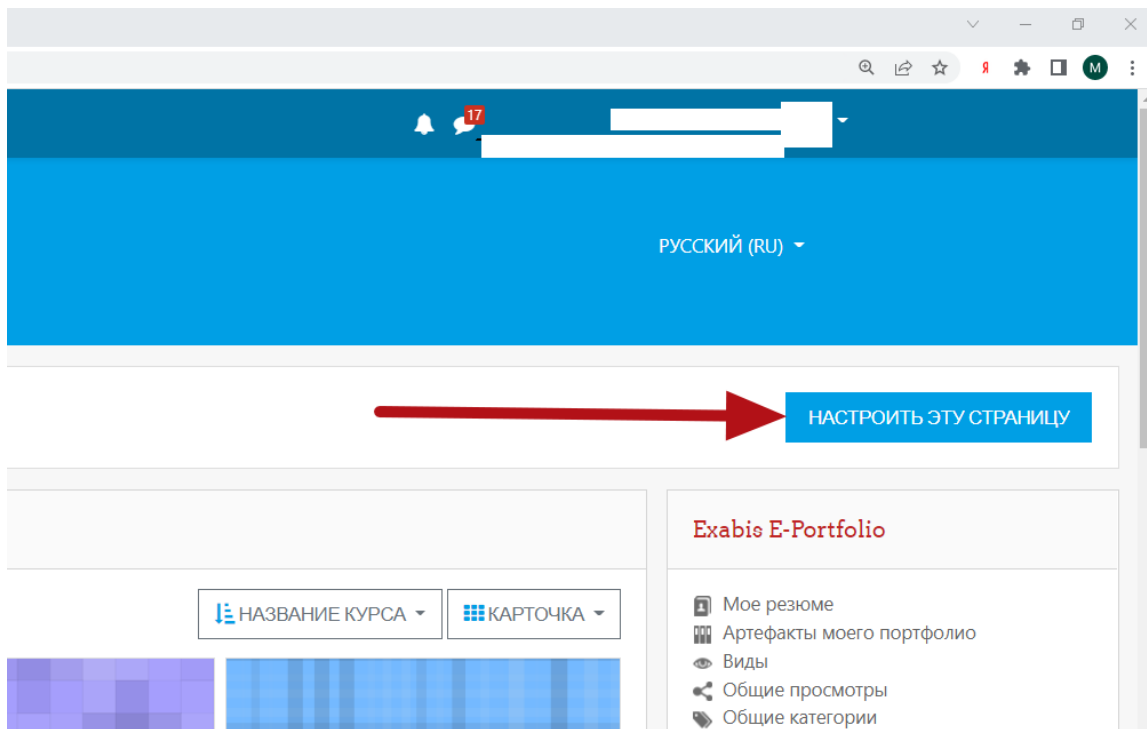 Я
M
17
РУССКИЙ (RU)
НАСТРОИТЬ ЭТУ СТРАНИЦУ
Exabis E-Portfolio
НАЗВАНИЕ КУРСА
КАРТОЧКА
Мое резюме
Артефакты моего портфолио
Виды
Общие просмотры
Общие категории